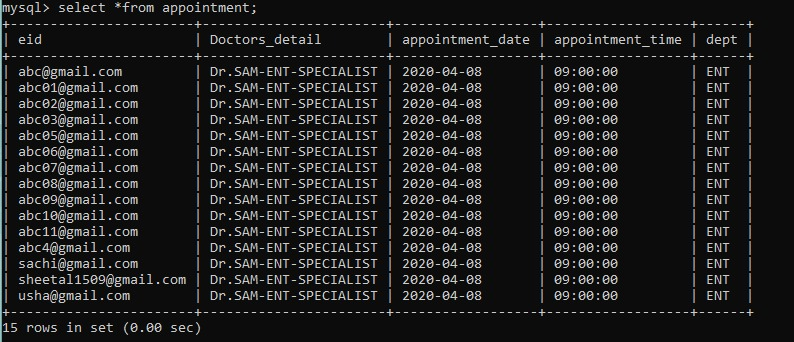 mysql> select *from appointment;
+-----------------------+----------------------+------------------+------------------+------+
| eid                   | Doctors_detail       | appointment_date | appointment_time | dept |
+-----------------------+----------------------+------------------+------------------+------+
| abc@gmail.com         | Dr.SAM-ENT-SPECIALIST | 2020-04-08       | 09:00:00         | ENT  |
| abc01@gmail.com       | Dr.SAM-ENT-SPECIALIST | 2020-04-08       | 09:00:00         | ENT  |
| abc02@gmail.com       | Dr.SAM-ENT-SPECIALIST | 2020-04-08       | 09:00:00         | ENT  |
| abc03@gmail.com       | Dr.SAM-ENT-SPECIALIST | 2020-04-08       | 09:00:00         | ENT  |
| abc05@gmail.com       | Dr.SAM-ENT-SPECIALIST | 2020-04-08       | 09:00:00         | ENT  |
| abc06@gmail.com       | Dr.SAM-ENT-SPECIALIST | 2020-04-08       | 09:00:00         | ENT  |
| abc07@gmail.com       | Dr.SAM-ENT-SPECIALIST | 2020-04-08       | 09:00:00         | ENT  |
| abc08@gmail.com       | Dr.SAM-ENT-SPECIALIST | 2020-04-08       | 09:00:00         | ENT  |
| abc09@gmail.com       | Dr.SAM-ENT-SPECIALIST | 2020-04-08       | 09:00:00         | ENT  |
| abc10@gmail.com       | Dr.SAM-ENT-SPECIALIST | 2020-04-08       | 09:00:00         | ENT  |
| abc11@gmail.com       | Dr.SAM-ENT-SPECIALIST | 2020-04-08       | 09:00:00         | ENT  |
| abc4@gmail.com        | Dr.SAM-ENT-SPECIALIST | 2020-04-08       | 09:00:00         | ENT  |
| sachi@gmail.com       | Dr.SAM-ENT-SPECIALIST | 2020-04-08       | 09:00:00         | ENT  |
| sheetal1509@gmail.com | Dr.SAM-ENT-SPECIALIST | 2020-04-08       | 09:00:00         | ENT  |
| usha@gmail.com        | Dr.SAM-ENT-SPECIALIST | 2020-04-08       | 09:00:00         | ENT  |
+-----------------------+----------------------+------------------+------------------+------+
15 rows in set (0.00 sec)